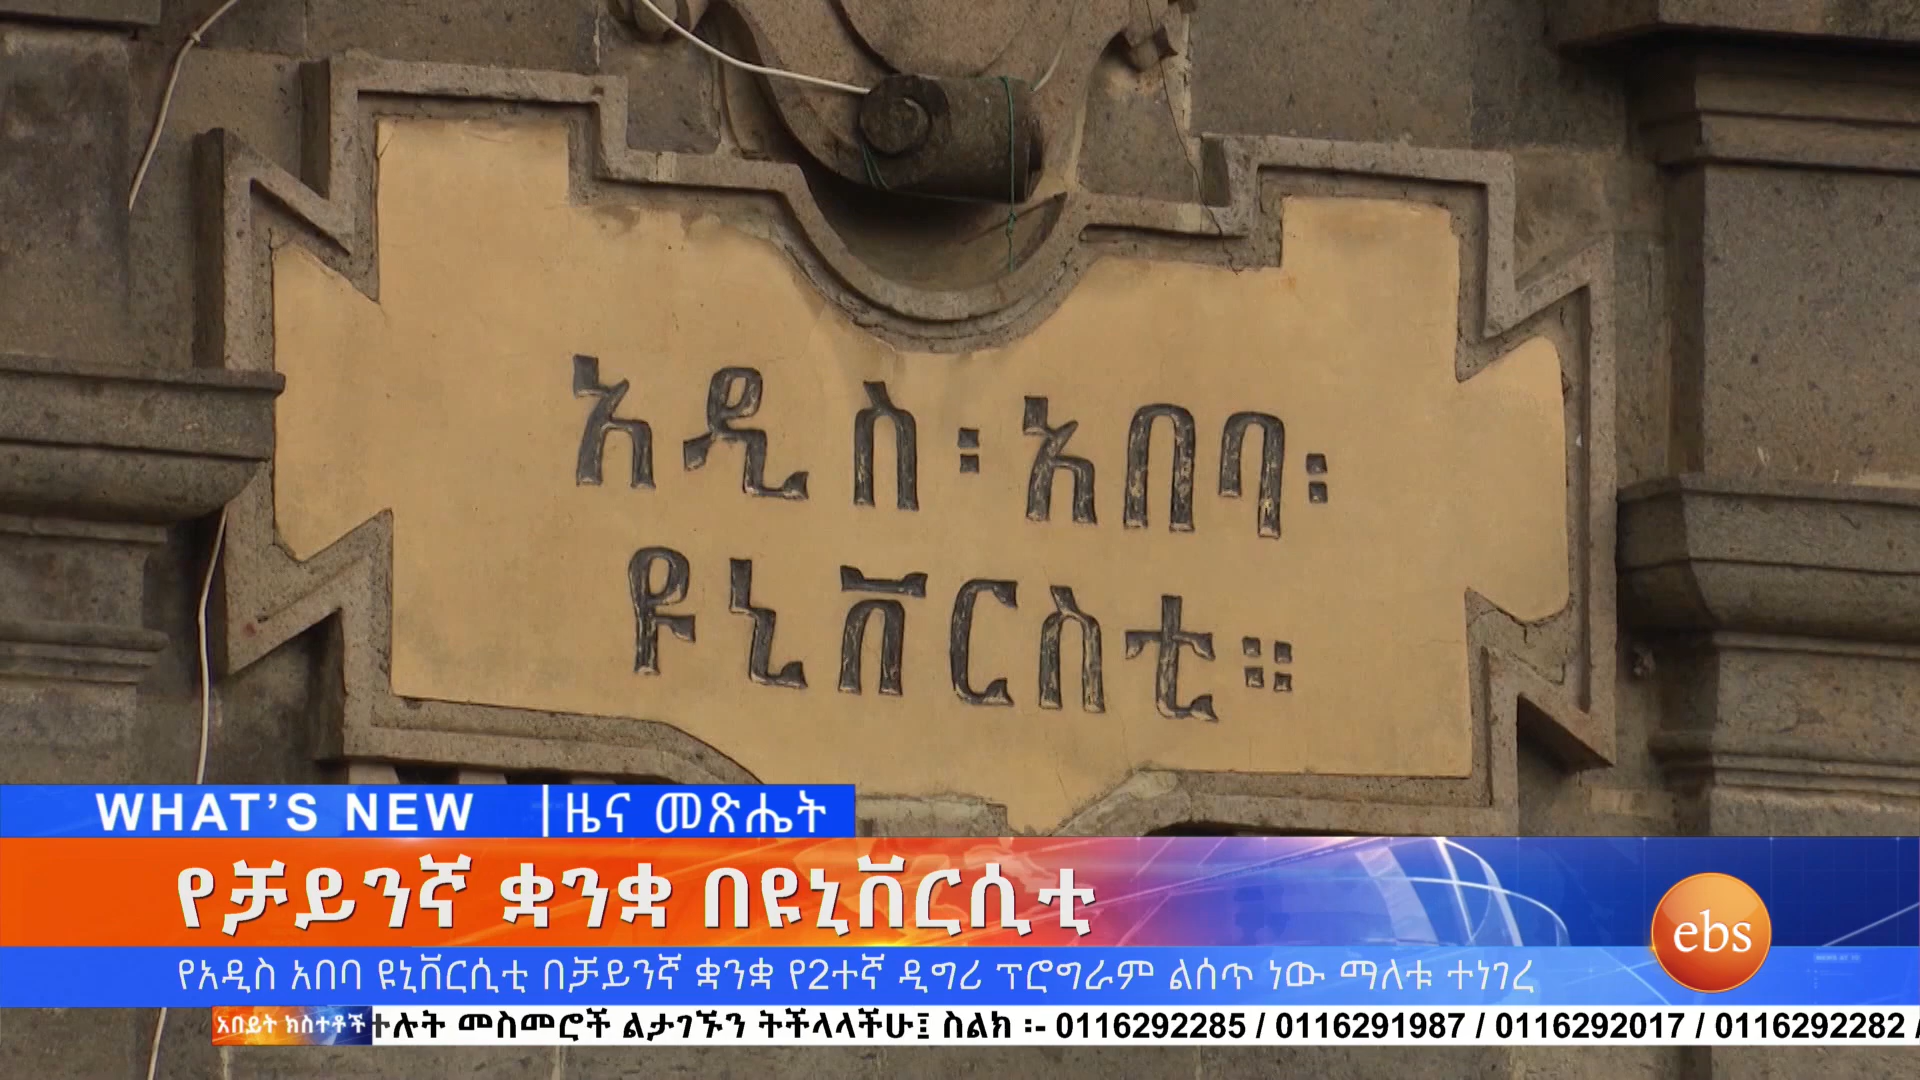 አዲስ፡አበባ፡
ዩኒቨርስቲ።
WHAT'S NEW |ዜና መጽሔት
የቻይንኛ ቋንቋ በዩኒቨርሲቲ
ebs
የአዲስ አበባ ዩኒቨርሲቲ በቻይንኛ ቋንቋ የ2ተኛ ዲግሪ ፕሮግራም ልሰጥ ነው ማለቱ ተነገረ
አበይት ክስተቶች ተሉት መስመሮች ልታገኙን ትችላላችሁ፤ ስልክ ፡- 0116292285 / 0116291987 / 0116292017 / 0116292282 /